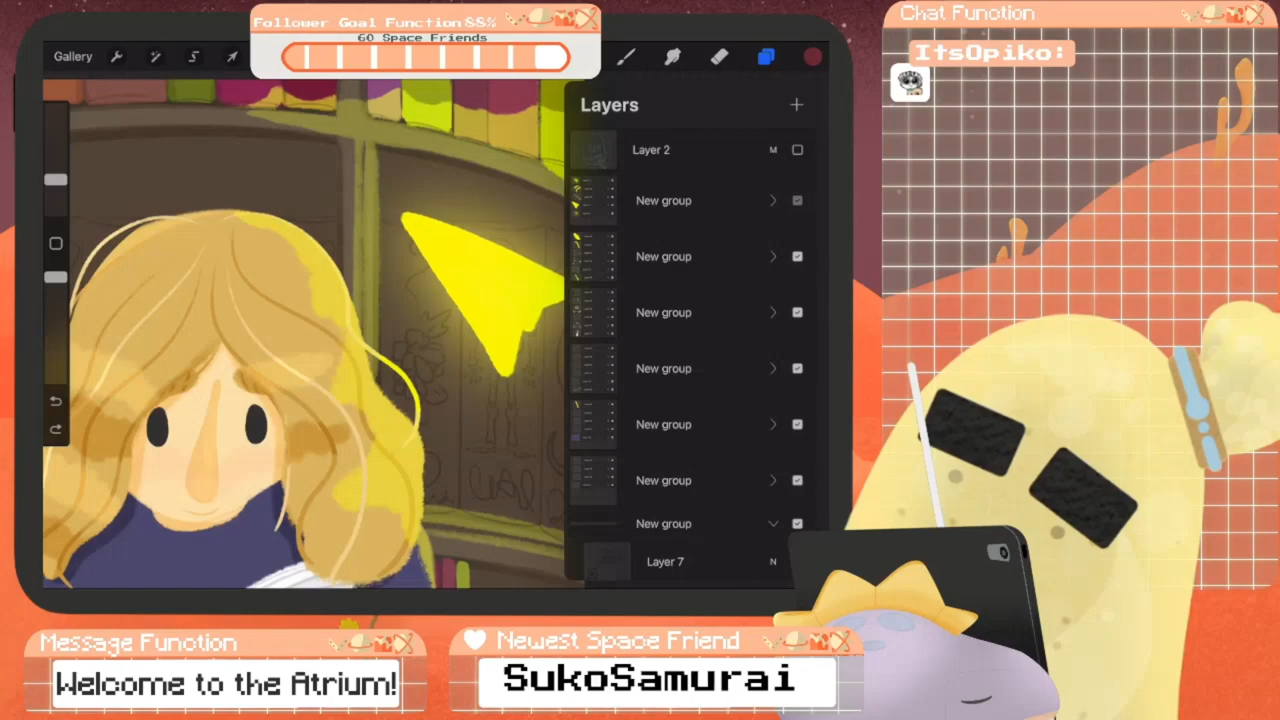 Follower Goal Function 88%
60 Space Friends
Chat Function
ItsOpiko:
Gallery
Layers
Layer 2
M
New group
New group
New group
New group
New group
New group
New group
Layer 7
N
Message Function
Welcome to the Atrium!
Newest Space Friend
SukoSamurai